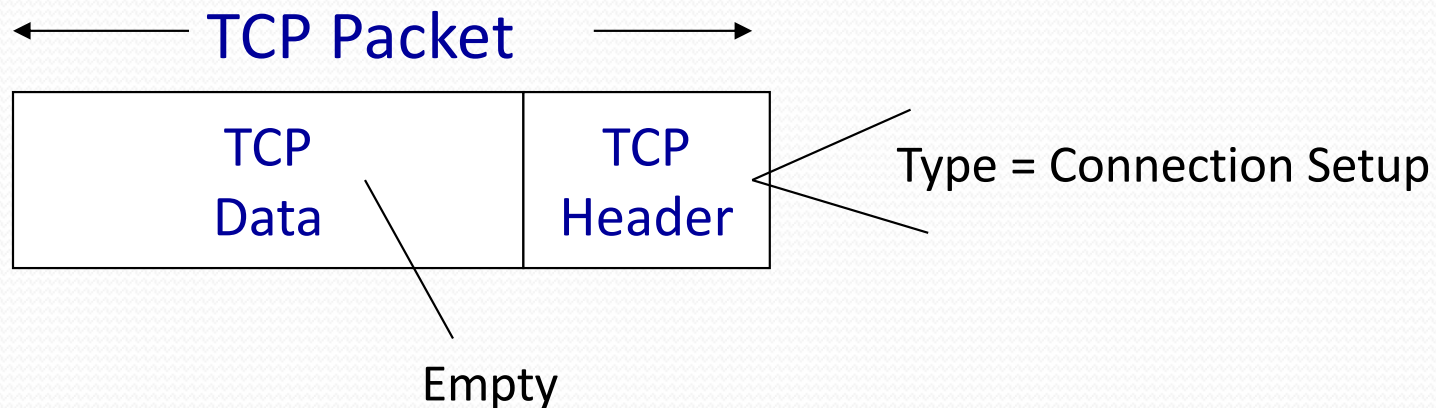 TCP Packet
TCP
Data
TCP
Header
Type = Connection Setup
Empty